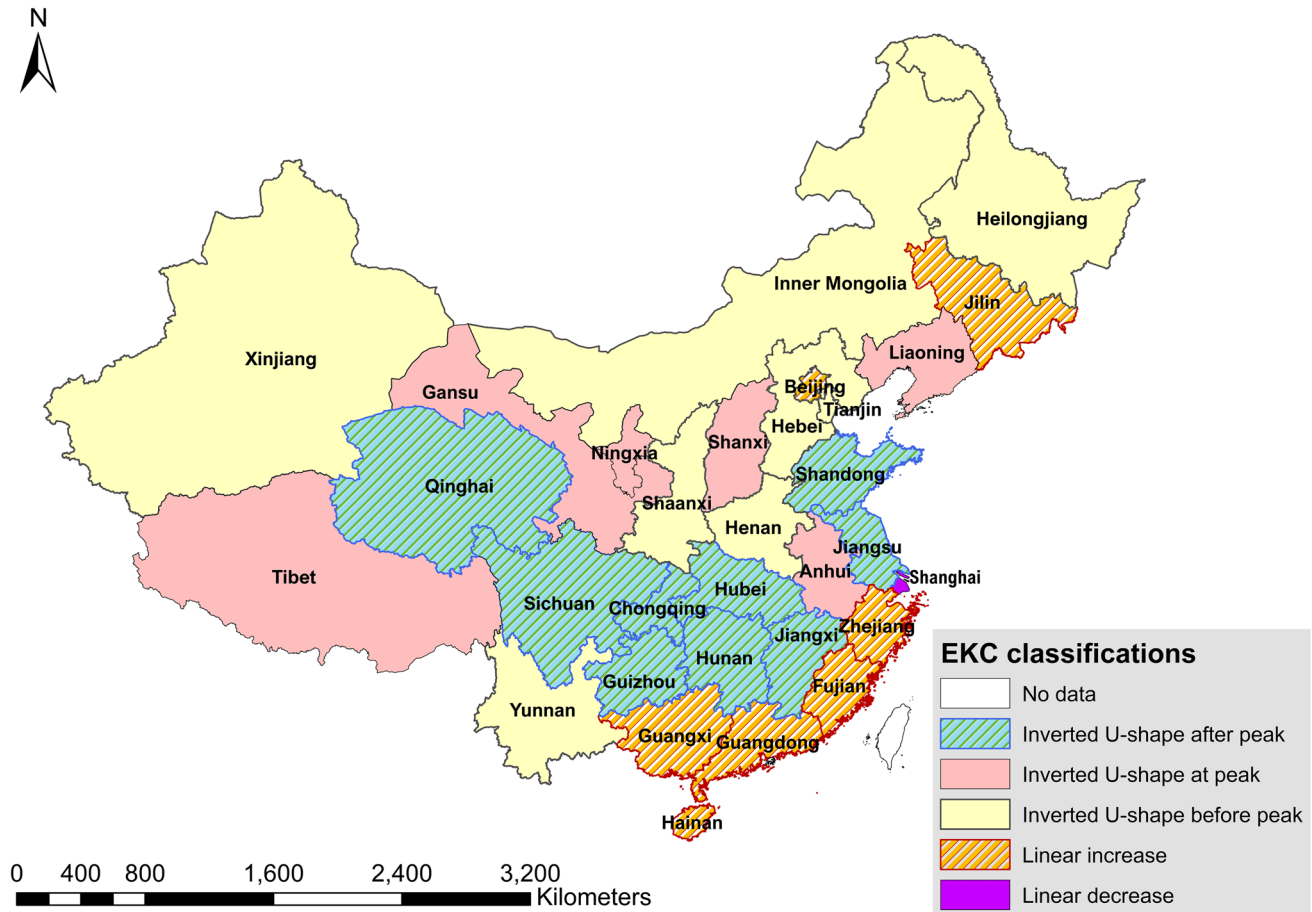 N
Heilongjiang
Inner Mongolia
Jilin
Xinjiang
Liaoning
Gansu
Beijing
Tianjin
Hebei
Shanxi
Ningxia
Shandong
Qinghai
Shaanxi
Henan
Jiangsu
Anhui
Tibet
Shanghai
Hubei
Sichuan
Chongqing
Zhejiang
Jiangxi
Hunan
Guizhou
Fujian
Yunnan
Guangxi
Guangdong
Hainan
EKC classifications
No data
Inverted U-shape after peak
Inverted U-shape at peak
Inverted U-shape before peak
Linear increase
Linear decrease
0 400 800 1,600 2,400 3,200
Kilometers